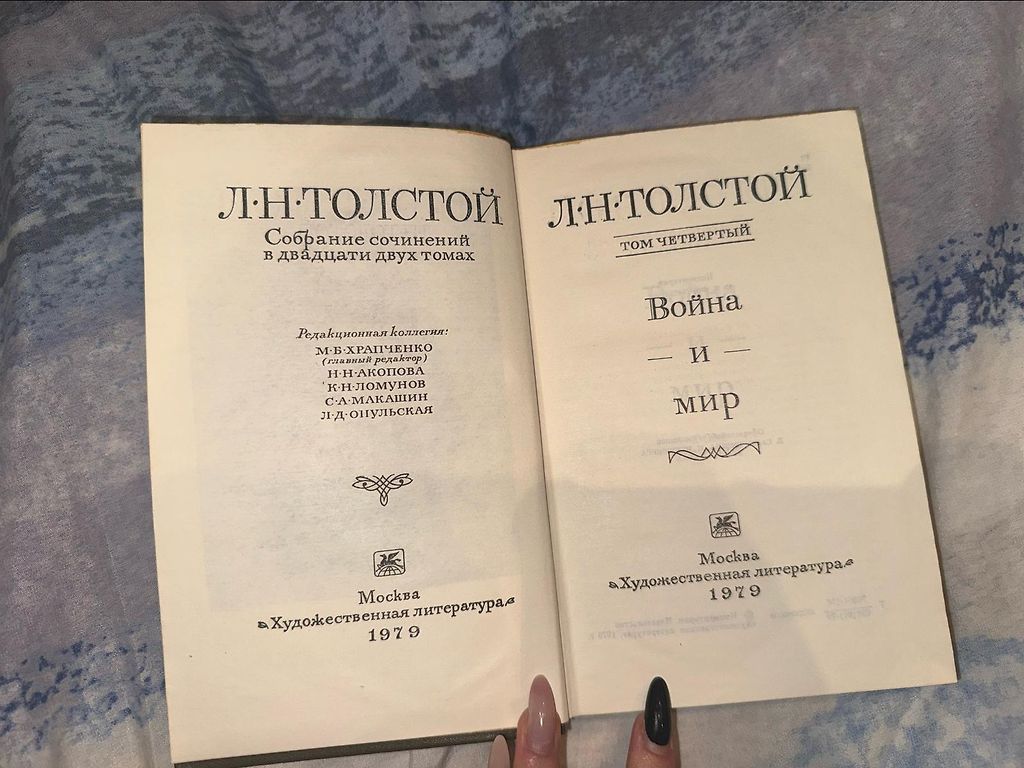 Л·Н·ТОЛСТОЙ
Собрание сочинений
в двадцати двух томах
Редакционная коллегия:
М·Б·ХРАПЧЕНКО
(главный редактор)
Н·Н·АКОПОВА
К·Н·ЛОМУНОВ
С·А·МАКАШИН
Л·Д·ОПУЛЬСКАЯ
Москва
«Художественная литература»
1979
Л·Н·ТОЛСТОЙ
ТОМ ЧЕТВЕРТЫЙ
Война
— и —
мир
Москва
«Художественная литература»
1979